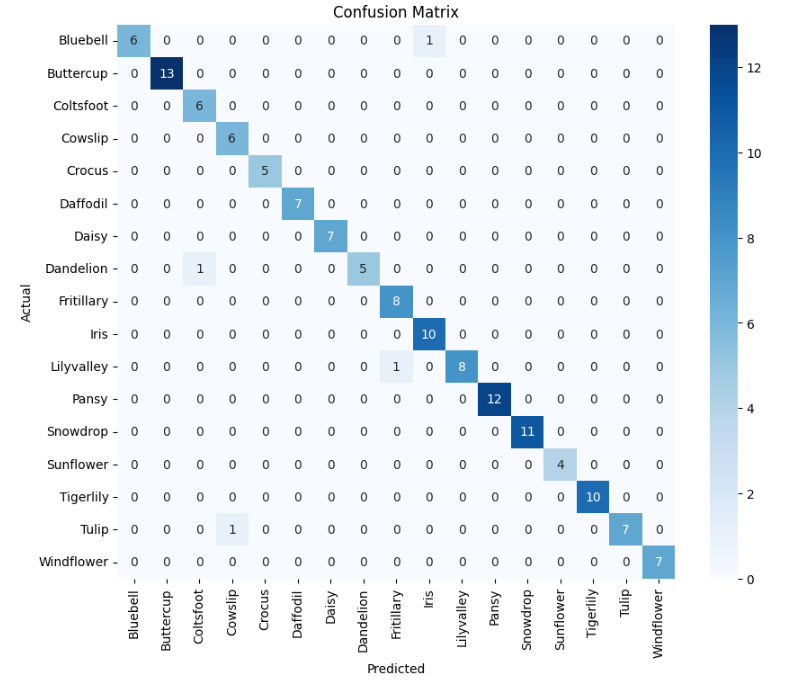 Confusion Matrix
Bluebell 6 0 0 0 0 0 0 0 0 1 0 0 0 0 0 0 0
Buttercup 0 13 0 0 0 0 0 0 0 0 0 0 0 0 0 0 0
Coltsfoot 0 0 6 0 0 0 0 0 0 0 0 0 0 0 0 0 0
Cowslip 0 0 0 6 0 0 0 0 0 0 0 0 0 0 0 0 0
Crocus 0 0 0 0 5 0 0 0 0 0 0 0 0 0 0 0 0
Daffodil 0 0 0 0 0 7 0 0 0 0 0 0 0 0 0 0 0
Daisy 0 0 0 0 0 0 7 0 0 0 0 0 0 0 0 0 0
Dandelion 0 0 1 0 0 0 0 5 0 0 0 0 0 0 0 0 0
Fritillary 0 0 0 0 0 0 0 0 8 0 0 0 0 0 0 0 0
Iris 0 0 0 0 0 0 0 0 0 10 0 0 0 0 0 0 0
Lilyvalley 0 0 0 0 0 0 0 0 1 0 8 0 0 0 0 0 0
Pansy 0 0 0 0 0 0 0 0 0 0 0 12 0 0 0 0 0
Snowdrop 0 0 0 0 0 0 0 0 0 0 0 0 11 0 0 0 0
Sunflower 0 0 0 0 0 0 0 0 0 0 0 0 0 4 0 0 0
Tigerlily 0 0 0 0 0 0 0 0 0 0 0 0 0 0 10 0 0
Tulip 0 0 0 1 0 0 0 0 0 0 0 0 0 0 0 7 0
Windflower 0 0 0 0 0 0 0 0 0 0 0 0 0 0 0 0 7
Actual
Bluebell
Buttercup
Coltsfoot
Cowslip
Crocus
Daffodil
Daisy
Dandelion
Fritillary
Iris
Lilyvalley
Pansy
Snowdrop
Sunflower
Tigerlily
Tulip
Windflower
Predicted
12
10
8
6
4
2
0